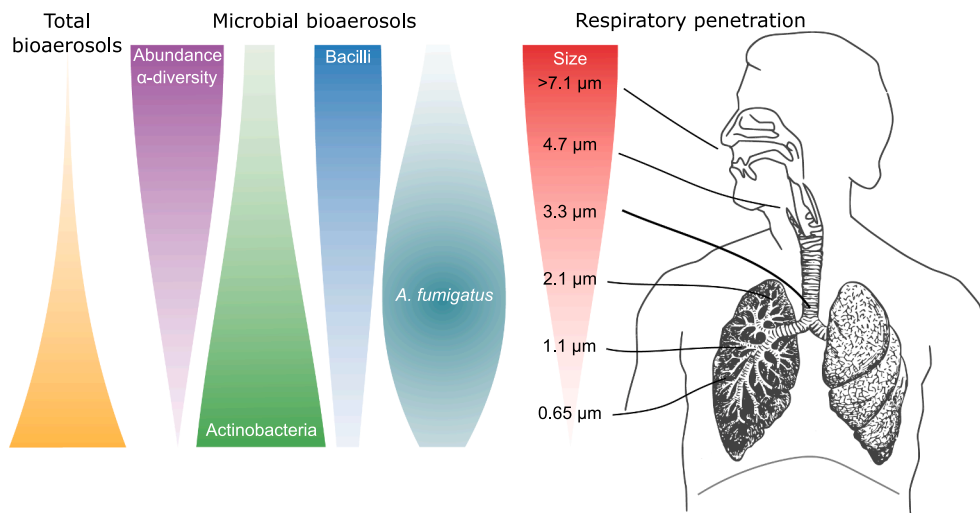 Total
bioaerosols
Microbial bioaerosols
Respiratory penetration
Abundance
α-diversity
Actinobacteria
Bacilli
A. fumigatus
Size
>7.1 µm
4.7 µm
3.3 µm
2.1 µm
1.1 µm
0.65 µm